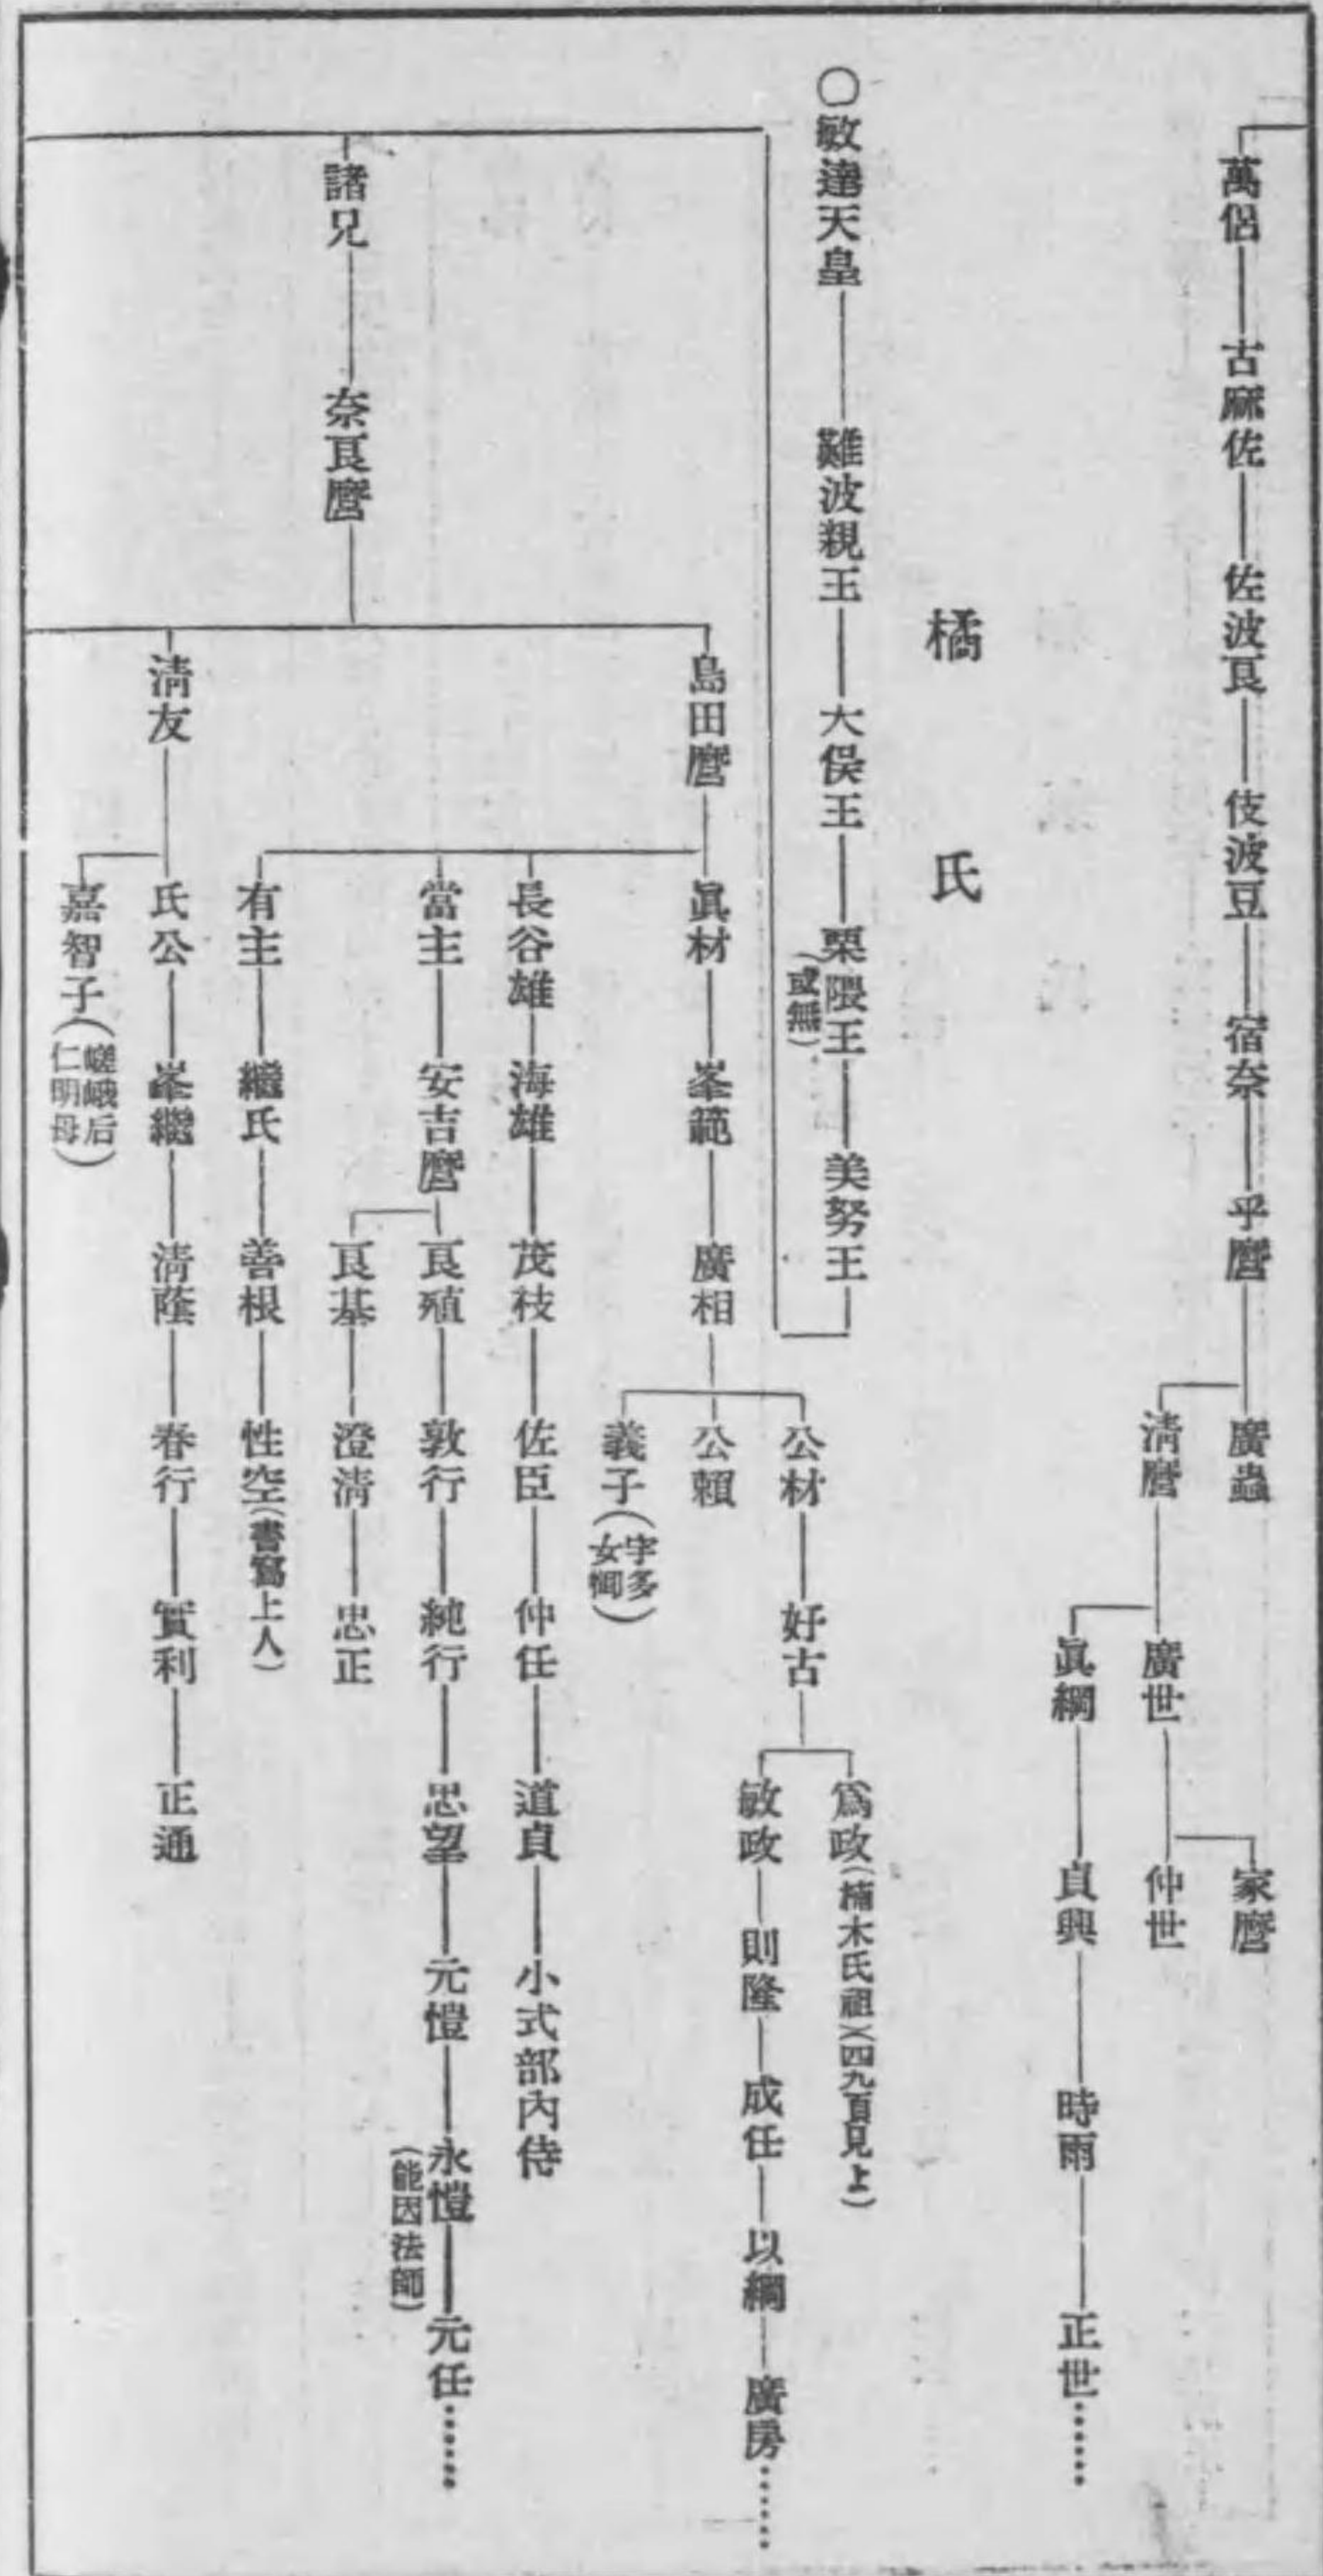 萬侶―古麻佐―佐波良―伎波豆―宿奈―乎麿
廣蟲
家麿
淸麿
廣世―仲世
眞綱―貞興―時雨―正世……
橘氏
〇敏達天皇―難波親王―大俣王―栗隈王―美努王
(或無)
爲政(楠木氏祖)(四九頁見上)
公材―好古
敏政―則隆―成任―以綱―廣房……
島田麿―眞材―峯範―廣相
公賴
義子(宇多女御)
長谷雄―海雄―茂枝―佐臣―仲任―道貞―小式部內侍
當主―安吉麿―良殖―敦行―純行―忠望―元愷―永愷―元任……
(能因法師)
諸兄―奈良麿
良基―澄淸―忠正
有主―繼氏―善根―性空(書寫上人)
淸友―氏公―峯繼―淸蔭―春行―實利―正通
嘉智子(嵯峨后仁明母)